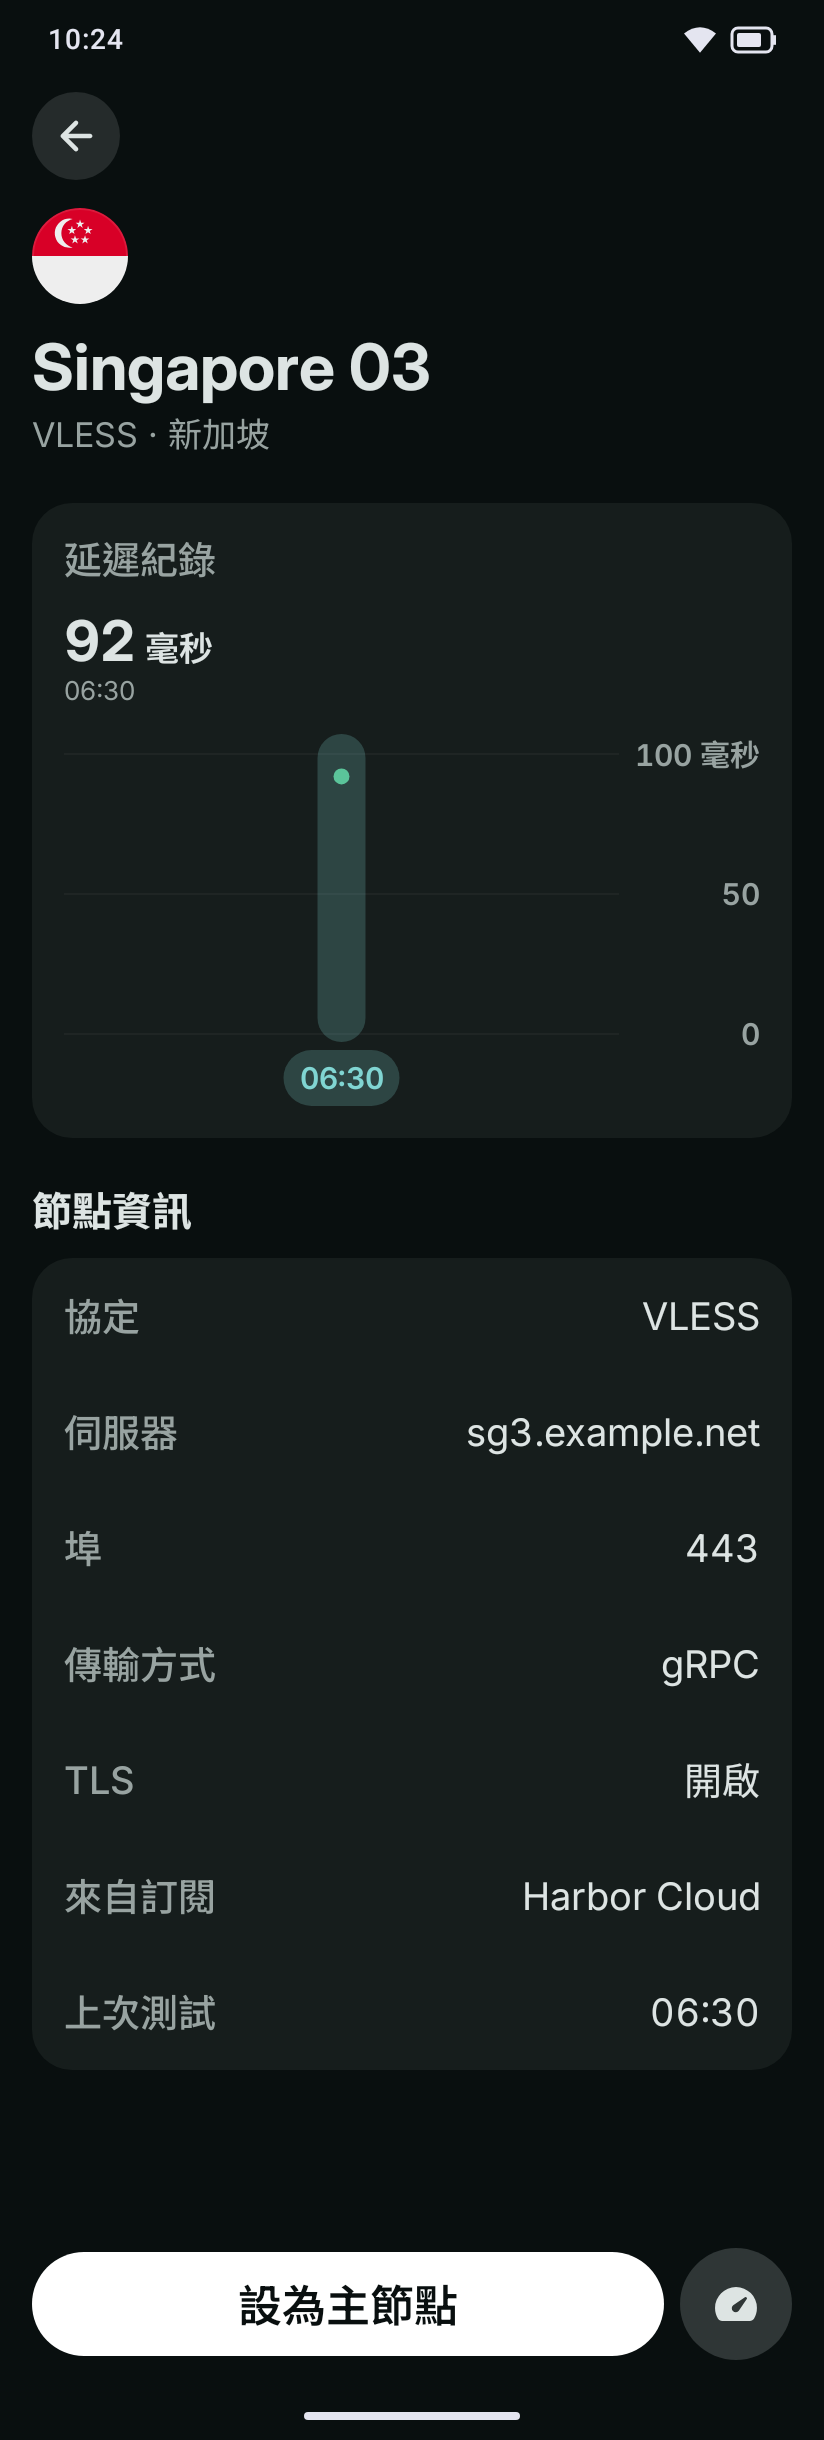 10:24
Singapore 03
VLESS · 新加坡
延遲紀錄
92 毫秒
06:30
100 毫秒
50
0
06:30
節點資訊
協定 VLESS
伺服器 sg3.example.net
埠 443
傳輸方式 gRPC
TLS 開啟
來自訂閱 Harbor Cloud
上次測試 06:30
設為主節點